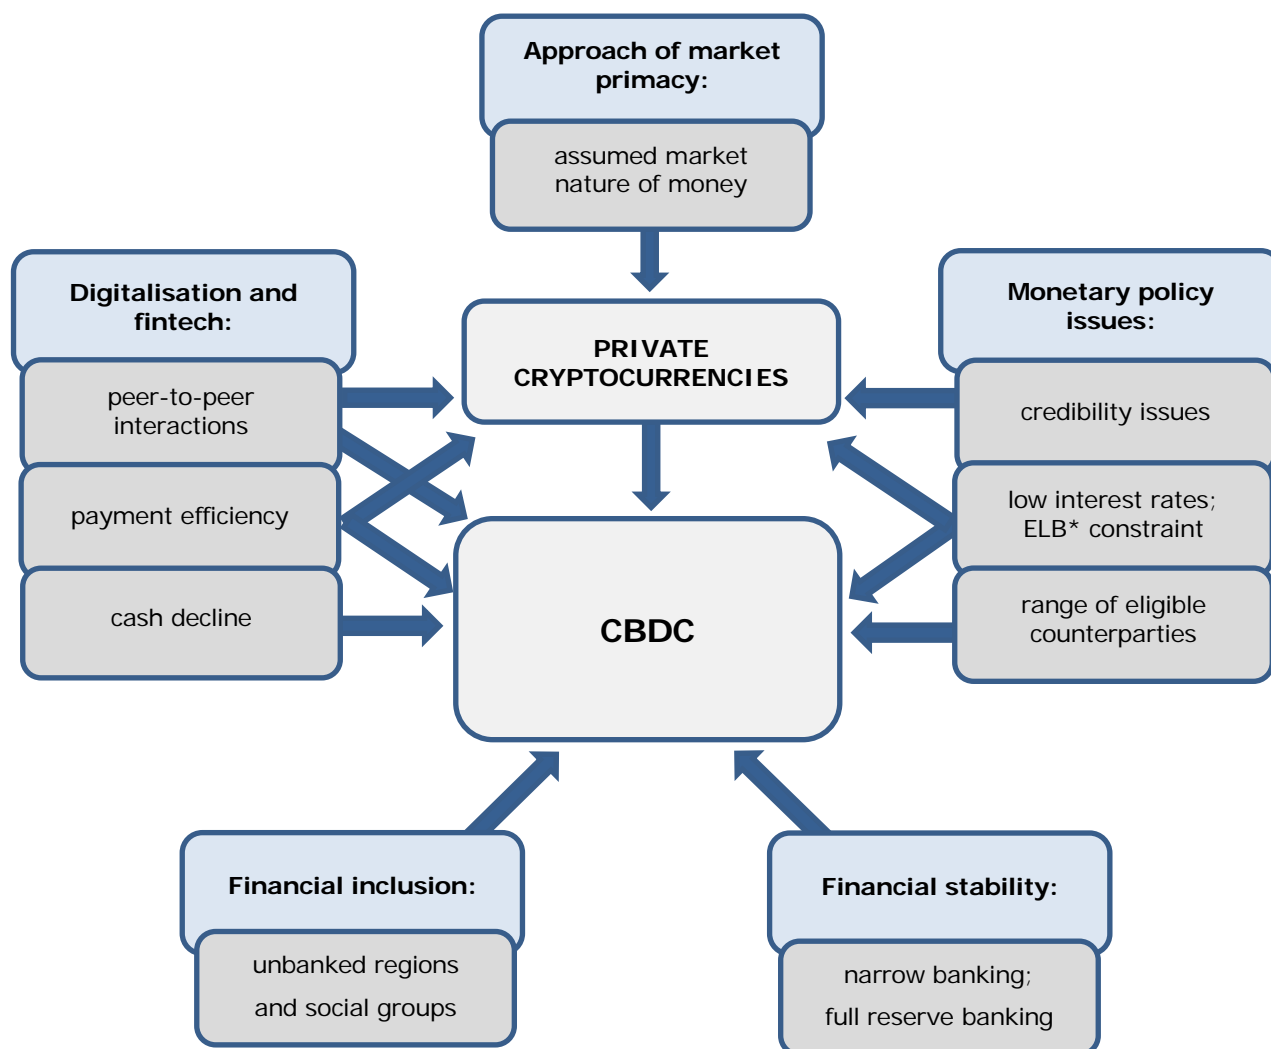 Approach of market
primacy:
assumed market
nature of money
Digitalisation and
fintech:
peer-to-peer
interactions
payment efficiency
cash decline
PRIVATE
CRYPTOCURRENCIES
CBDC
Monetary policy
issues:
credibility issues
low interest rates;
ELB* constraint
range of eligible
counterparties
Financial inclusion:
unbanked regions
and social groups
Financial stability:
narrow banking;
full reserve banking